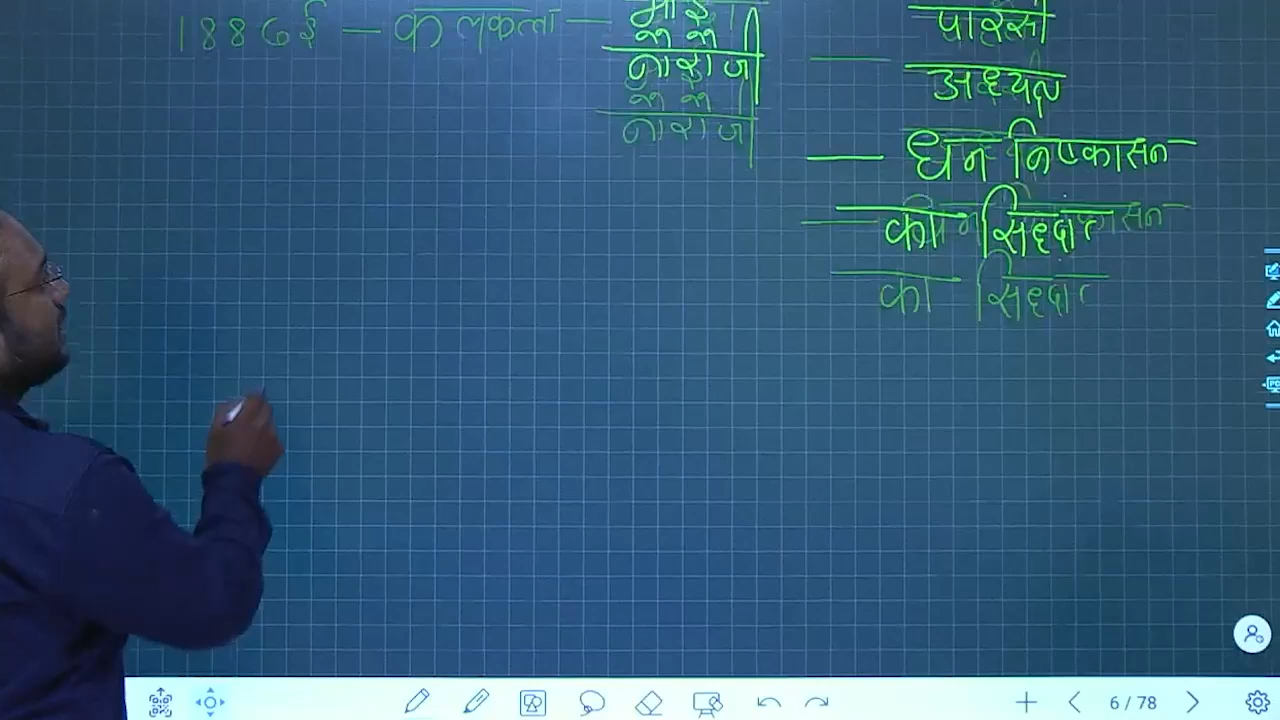 1886ई — कलकत्ता —
नौरोजी
पारसी
— अध्यक्ष
— धन निष्कासन
— का सिद्धांत
6 / 78